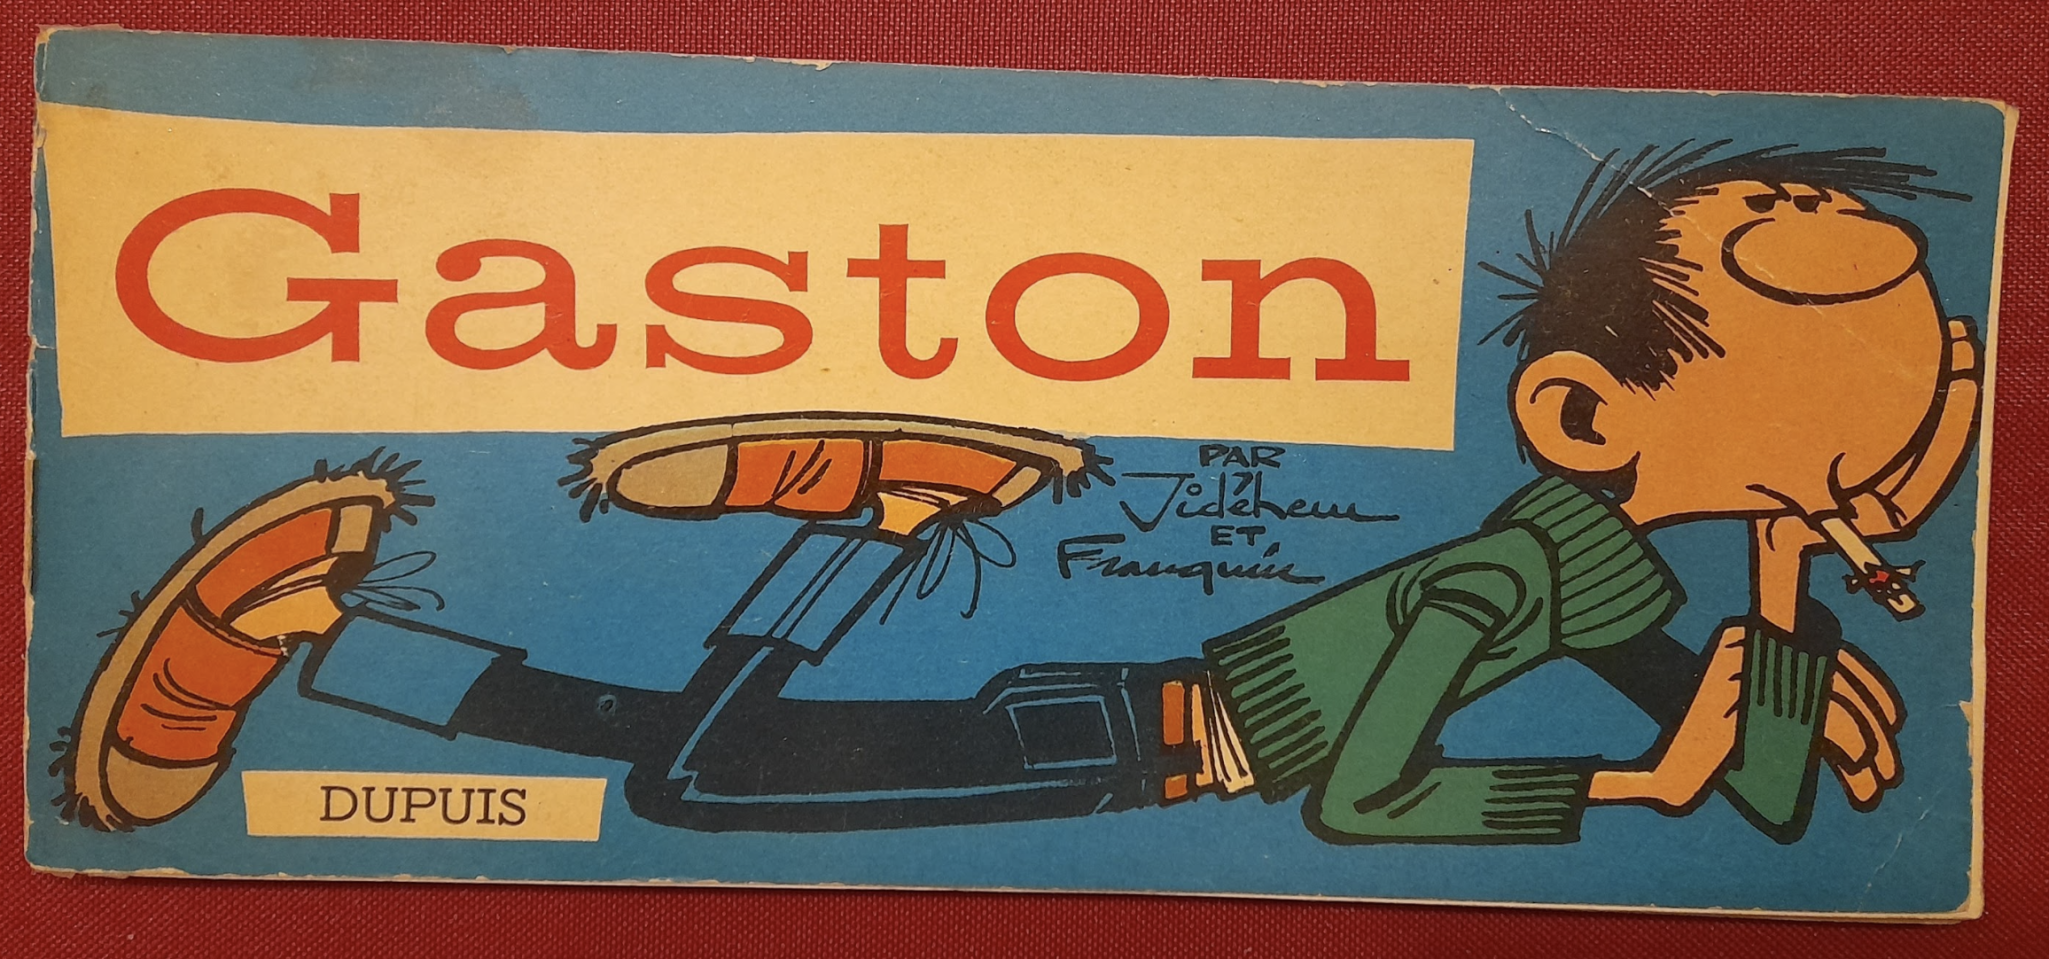 Gaston
PAR
Jidéhem
ET
Franquin
DUPUIS